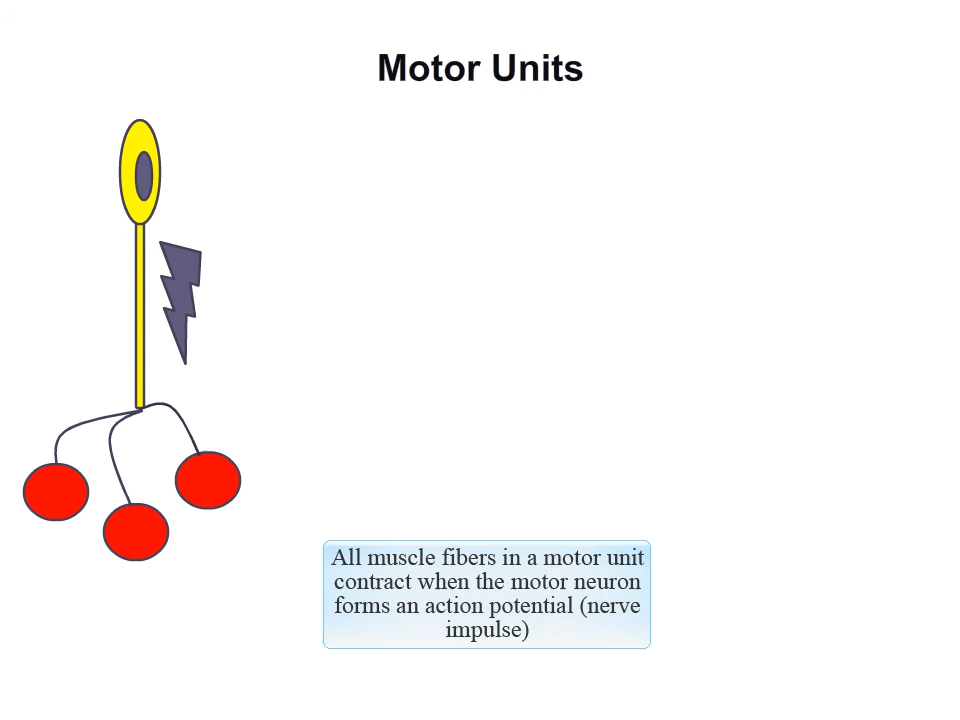 Motor Units
All muscle fibers in a motor unit
contract when the motor neuron
forms an action potential (nerve
impulse)